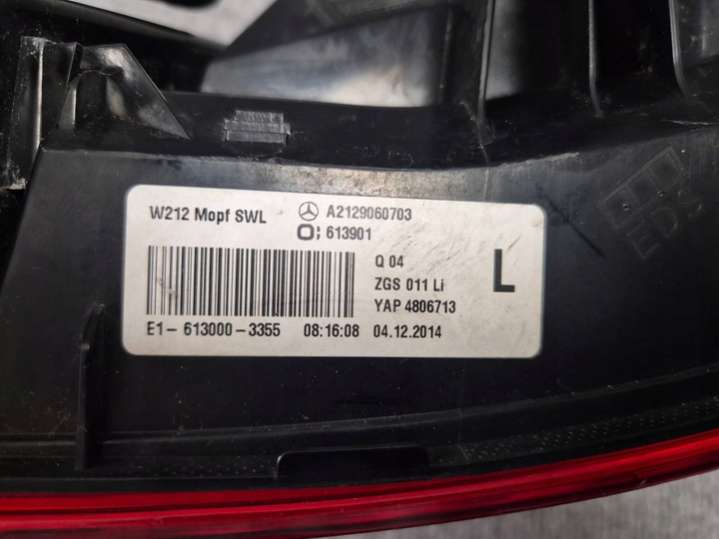 W212 Mopf SWL A2129060703
613901
Q 04
ZGS 011 Li
L
YAP 4806713
E1- 613000-3355 08:16:08 04.12.2014